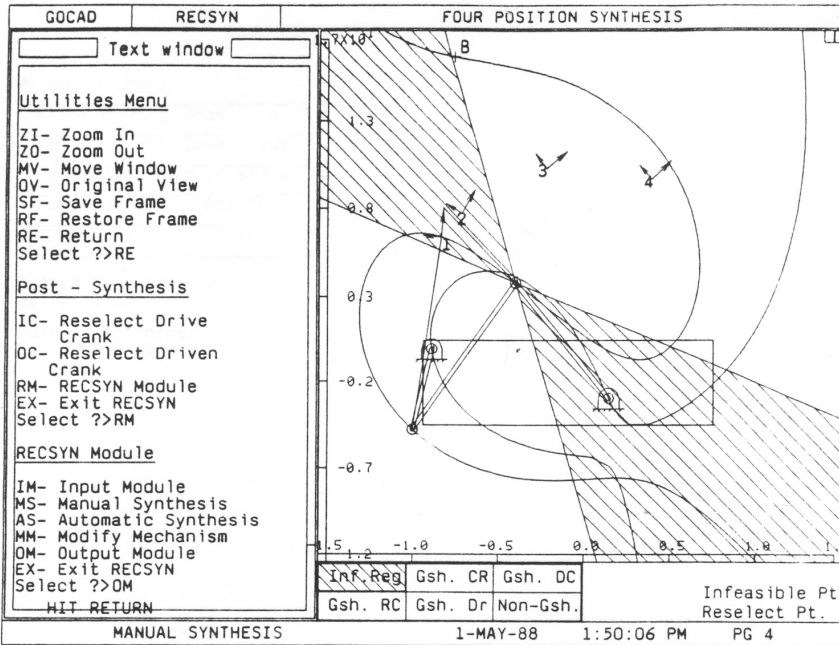 GOCAD RECSYN FOUR POSITION SYNTHESIS
Text window
Utilities Menu
ZI- Zoom In
ZO- Zoom Out
MV- Move Window
OV- Original View
SF- Save Frame
RF- Restore Frame
RE- Return
Select ?>RE
Post - Synthesis
IC- Reselect Drive
Crank
OC- Reselect Driven
Crank
RM- RECSYN Module
EX- Exit RECSYN
Select ?>RM
RECSYN Module
IM- Input Module
MS- Manual Synthesis
AS- Automatic Synthesis
MM- Modify Mechanism
OM- Output Module
EX- Exit RECSYN
Select ?>OM
HIT RETURN
B
1.3
3
4
0.8
2
1
0.3
-0.2
-0.7
-1.0 -0.5 0.0 0.5 1.0
1.2
Inf.Reg Gsh. CR Gsh. DC
Gsh. RC Gsh. Dr Non-Gsh.
Infeasible Pt
Reselect Pt.
MANUAL SYNTHESIS 1-MAY-88 1:50:06 PM PG 4